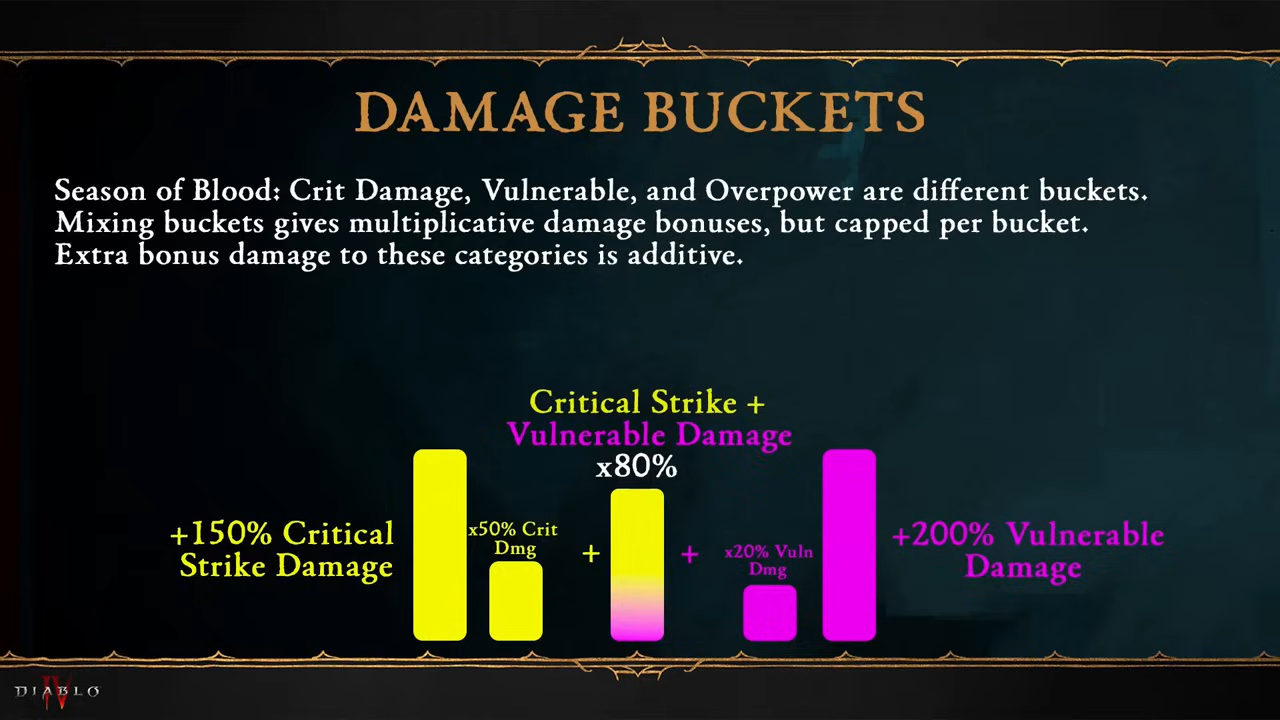 DAMAGE BUCKETS
Season of Blood: Crit Damage, Vulnerable, and Overpower are different buckets.
Mixing buckets gives multiplicative damage bonuses, but capped per bucket.
Extra bonus damage to these categories is additive.
Critical Strike +
Vulnerable Damage
x80%
+150% Critical
Strike Damage
x50% Crit
Dmg
+
+
x20% Vuln
Dmg
+200% Vulnerable
Damage
DIABLO
IV